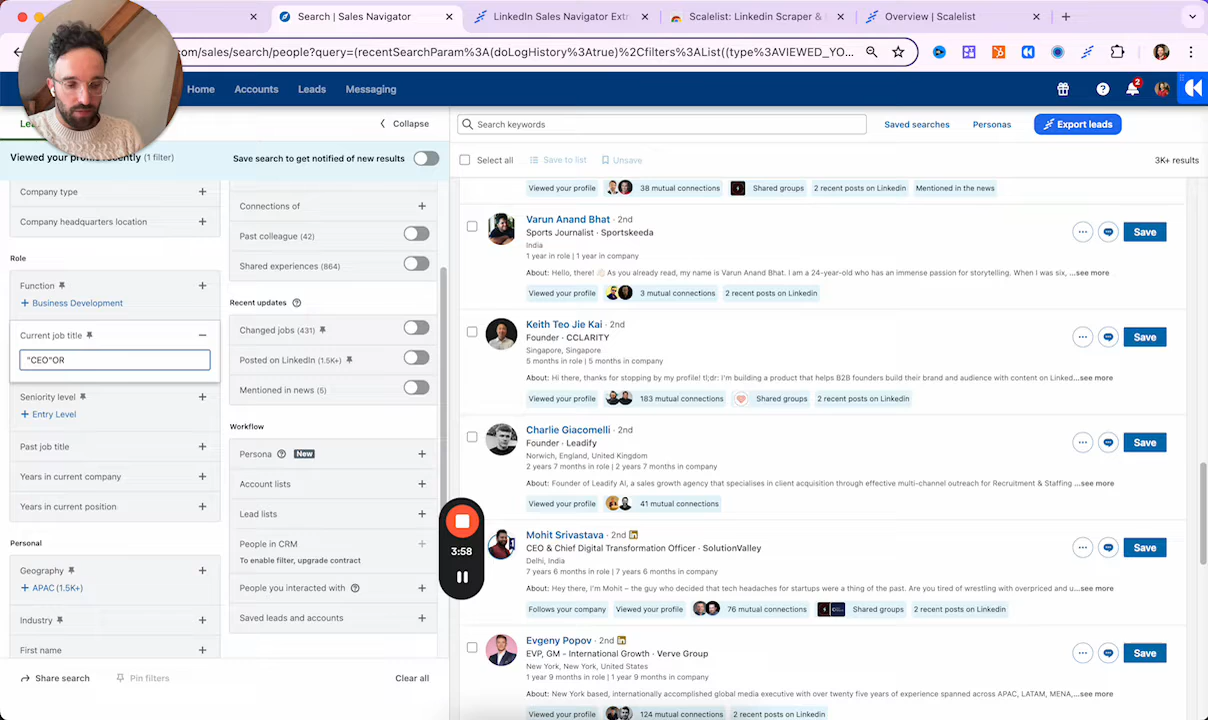 Search | Sales Navigator
LinkedIn Sales Navigator Extr
Scalelist: Linkedin Scraper &
Overview | Scalelist
.com/sales/search/people?query=(recentSearchParam%3A(doLogHistory%3Atrue)%2Cfilters%3AList((type%3AVIEWED_YO...
Home
Accounts
Leads
Messaging
2
Collapse
Search keywords
Saved searches
Personas
Export leads
Viewed your profile recently (1 filter)
Save search to get notified of new results
Select all
Save to list
Unsave
3K+ results
Company type
Company headquarters location
Role
Function
+ Business Development
Current job title
"CEO"OR
Seniority level
+ Entry Level
Past job title
Years in current company
Years in current position
Personal
Geography
+ APAC (1.5K+)
Industry
First name
Share search
Pin filters
Clear all
Connections of
Past colleague (42)
Shared experiences (864)
Recent updates
Changed jobs (431)
Posted on LinkedIn (1.5K+)
Mentioned in news (5)
Workflow
Persona
New
Account lists
Lead lists
People in CRM
To enable filter, upgrade contract
People you interacted with
Saved leads and accounts
3:58
Viewed your profile
38 mutual connections
Shared groups
2 recent posts on Linkedin
Mentioned in the news
Varun Anand Bhat · 2nd
Sports Journalist · Sportskeeda
India
1 year in role | 1 year in company
About: Hello, there! 👋🏻 As you already read, my name is Varun Anand Bhat. I am a 24-year-old who has an immense passion for storytelling. When I was six, ...see more
Viewed your profile
3 mutual connections
2 recent posts on Linkedin
Save
Keith Teo Jie Kai · 2nd
Founder · CCLARITY
Singapore, Singapore
5 months in role | 5 months in company
About: Hi there, thanks for stopping by my profile! tl;dr: I'm building a product that helps B2B founders build their brand and audience with content on Linked...see more
Viewed your profile
183 mutual connections
Shared groups
2 recent posts on Linkedin
Save
Charlie Giacomelli · 2nd
Founder · Leadify
Norwich, England, United Kingdom
2 years 7 months in role | 2 years 7 months in company
About: Founder of Leadify AI, a sales growth agency that specialises in client acquisition through effective multi-channel outreach for Recruitment & Staffing ...see more
Viewed your profile
41 mutual connections
Save
Mohit Srivastava · 2nd
CEO & Chief Digital Transformation Officer · SolutionValley
Delhi, India
7 years 6 months in role | 7 years 6 months in company
About: Hey there, I'm Mohit – the guy who decided that tech headaches for startups were a thing of the past. Are you tired of wrestling with overpriced and u...see more
Follows your company
Viewed your profile
76 mutual connections
Shared groups
2 recent posts on Linkedin
Save
Evgeny Popov · 2nd
EVP, GM - International Growth · Verve Group
New York, New York, United States
1 year 9 months in role | 1 year 9 months in company
About: New York based, internationally accomplished global media executive with over twenty five years of experience spanned across APAC, LATAM, MENA,...see more
Viewed your profile
124 mutual connections
2 recent posts on Linkedin
Save